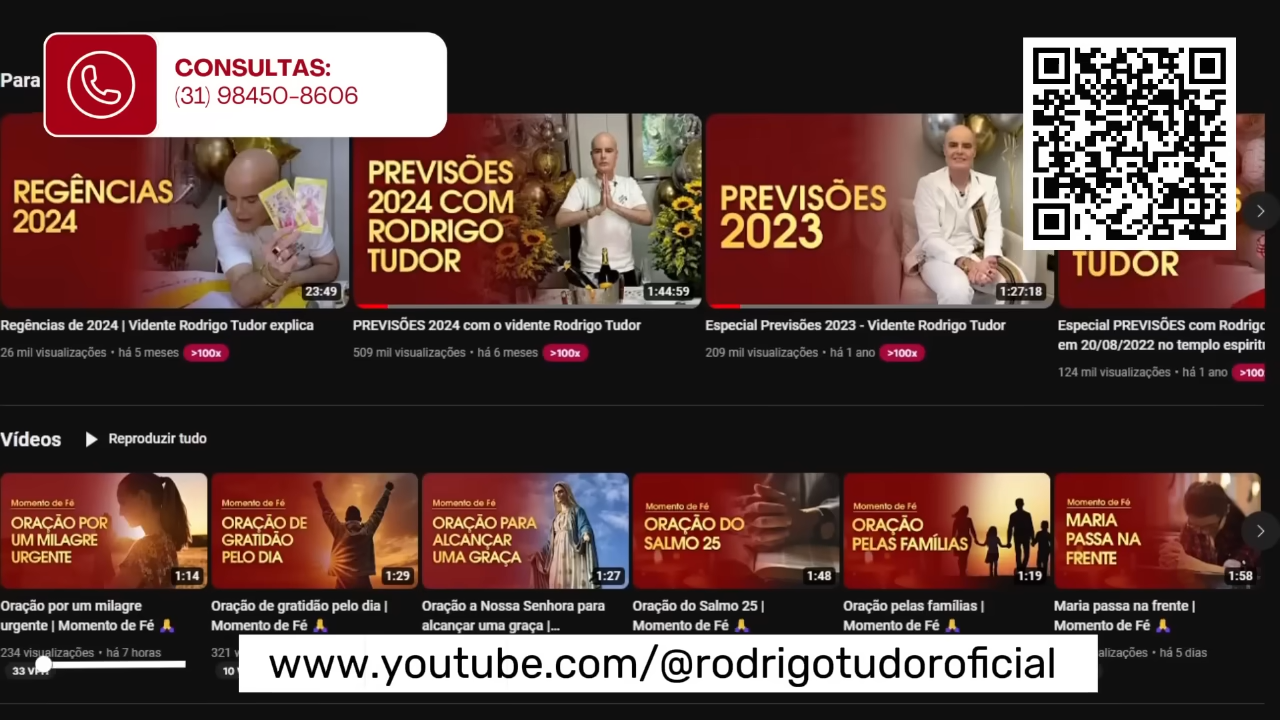 CONSULTAS:
(31) 98450-8606
Para
REGÊNCIAS
2024
23:49
PREVISÕES
2024 COM
RODRIGO
TUDOR
1:44:59
PREVISÕES
2023
1:27:18
TUDOR
Regências de 2024 | Vidente Rodrigo Tudor explica
26 mil visualizações • há 5 meses >100x
PREVISÕES 2024 com o vidente Rodrigo Tudor
509 mil visualizações • há 6 meses >100x
Especial Previsões 2023 - Vidente Rodrigo Tudor
209 mil visualizações • há 1 ano >100x
Especial PREVISÕES com Rodrigo
em 20/08/2022 no templo espirit
124 mil visualizações • há 1 ano >100
Vídeos Reproduzir tudo
Momento de Fé
ORAÇÃO POR
UM MILAGRE
URGENTE
1:14
Momento de Fé
ORAÇÃO DE
GRATIDÃO
PELO DIA
1:29
Momento de Fé
ORAÇÃO PARA
ALCANÇAR
UMA GRAÇA
1:27
Momento de Fé
ORAÇÃO DO
SALMO 25
1:48
Momento de Fé
ORAÇÃO
PELAS FAMÍLIAS
1:19
Momento de Fé
MARIA
PASSA NA
FRENTE
1:58
Oração por um milagre
urgente | Momento de Fé 🙏
234 visualizações • há 7 horas
33 VPH
Oração de gratidão pelo dia |
Momento de Fé 🙏
321
10
Oração a Nossa Senhora para
alcançar uma graça |...
Oração do Salmo 25 |
Momento de Fé 🙏
Oração pelas famílias |
Momento de Fé 🙏
Maria passa na frente |
Momento de Fé 🙏
• há 5 dias
www.youtube.com/@rodrigotudoroficial